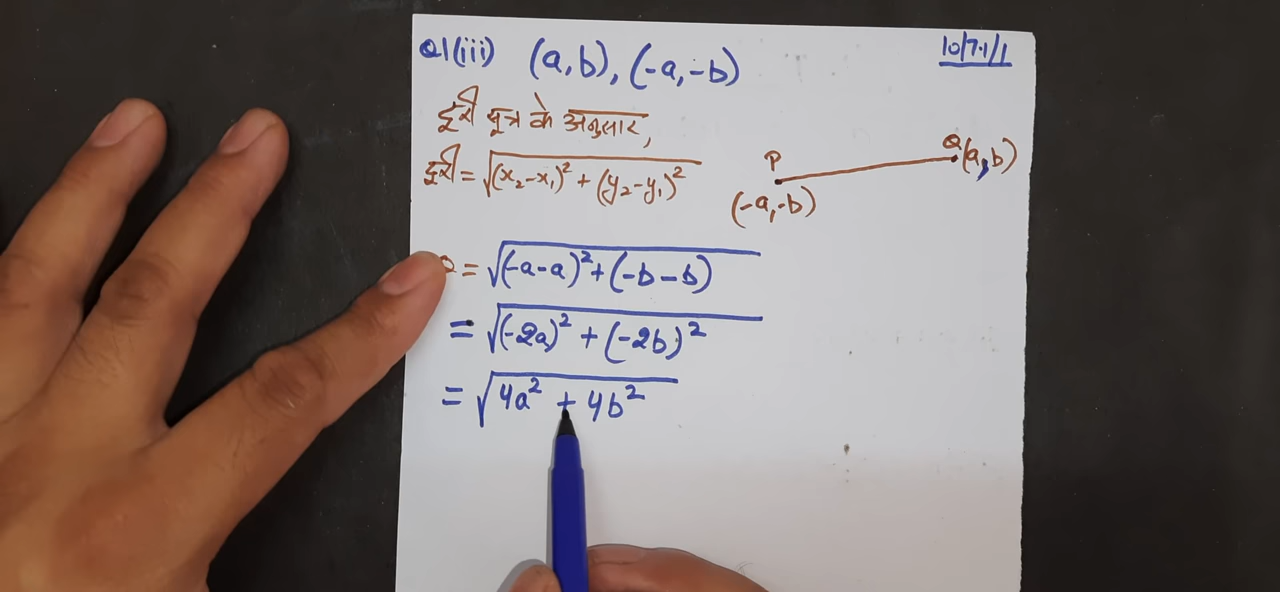 Q1(iii) (a,b), (-a,-b)
10/7.1/1
दूरी सूत्र के अनुसार,
दूरी = √(x₂-x₁)² + (y₂-y₁)²
P
Q(a,b)
(-a,-b)
= √(-a-a)² + (-b-b)
= √(-2a)² + (-2b)²
= √4a² + 4b²